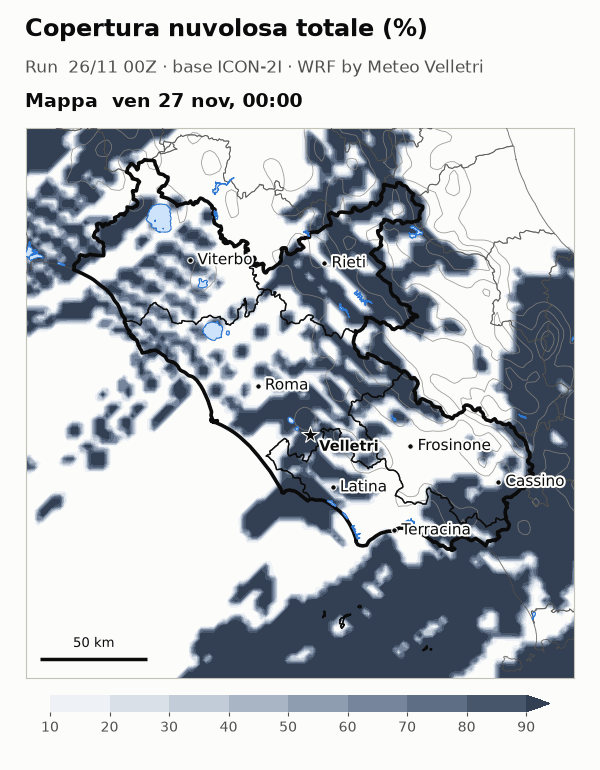 Copertura nuvolosa totale (%)
Run  26/11 00Z · base ICON-2I · WRF by Meteo Velletri
Mappa  ven 27 nov, 00:00
Viterbo
Rieti
Roma
Velletri
Frosinone
Latina
Cassino
Terracina
50 km
10 20 30 40 50 60 70 80 90